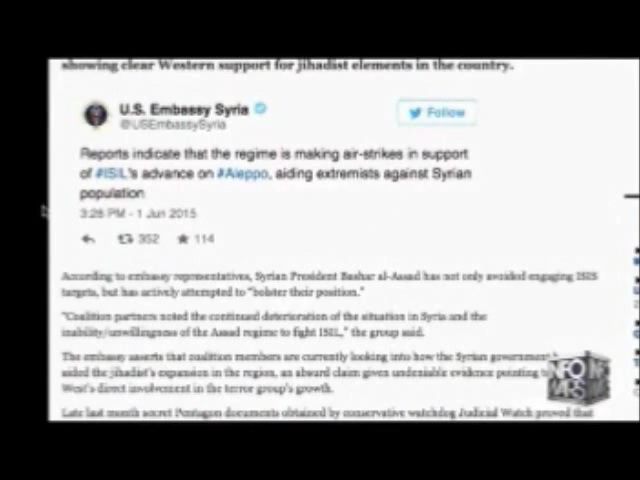 showing clear Western support for jihadist elements in the country.
U.S. Embassy Syria
@USEmbassySyria
Follow
Reports indicate that the regime is making air-strikes in support
of #ISIL's advance on #Aleppo, aiding extremists against Syrian
population
3:26 PM - 1 Jun 2015
352 114
According to embassy representatives, Syrian President Bashar al-Assad has not only avoided engaging ISIS
targets, but has actively attempted to "bolster their position."
"Coalition partners noted the continued deterioration of the situation in Syria and the
inability/unwillingness of the Assad regime to fight ISIL," the group said.
The embassy asserts that coalition members are currently looking into how the Syrian government
aided the jihadist's expansion in the region, an absurd claim given undeniable evidence pointing
West's direct involvement in the terror group's growth.
Late last month secret Pentagon documents obtained by conservative watchdog Judicial Watch proved that
INFO
WARS